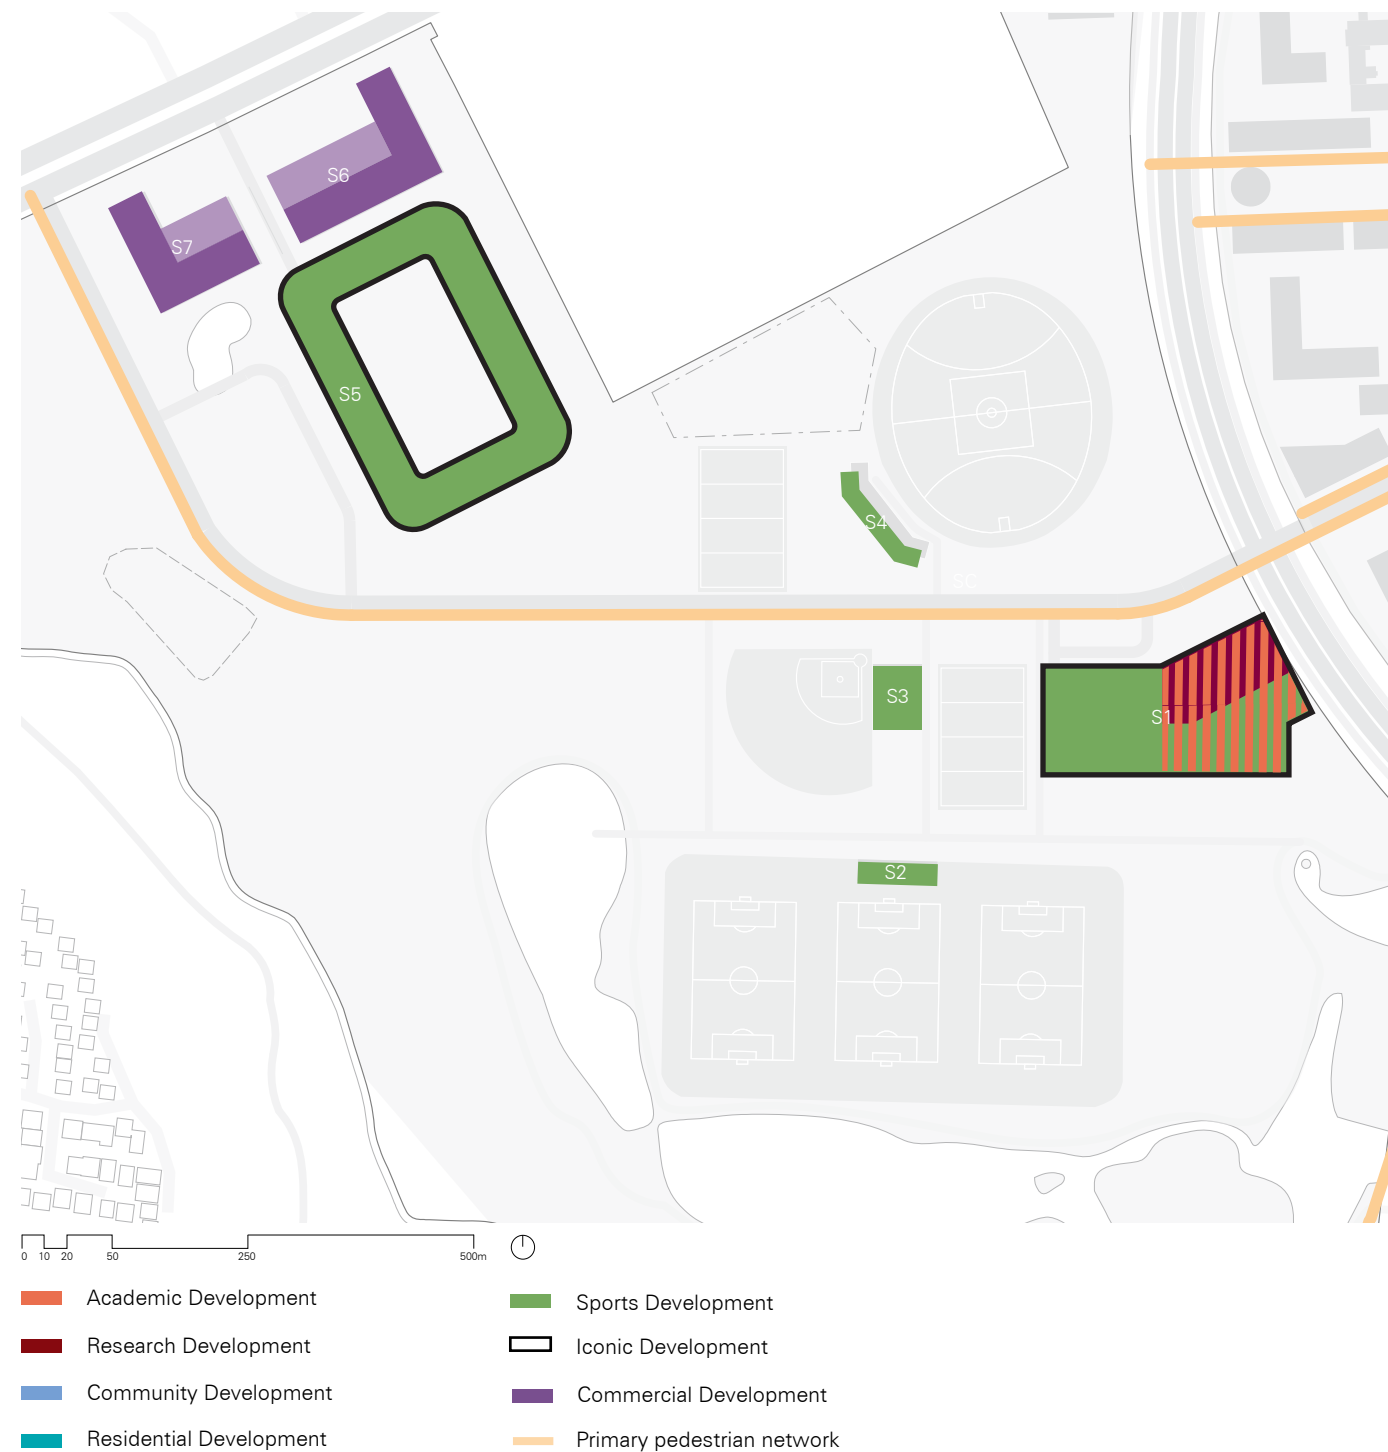 S6
S7
S5
S4
SC
S3
S1
S2
0 10 20 50 250 500m
Academic Development
Sports Development
Research Development
Iconic Development
Community Development
Commercial Development
Residential Development
Primary pedestrian network